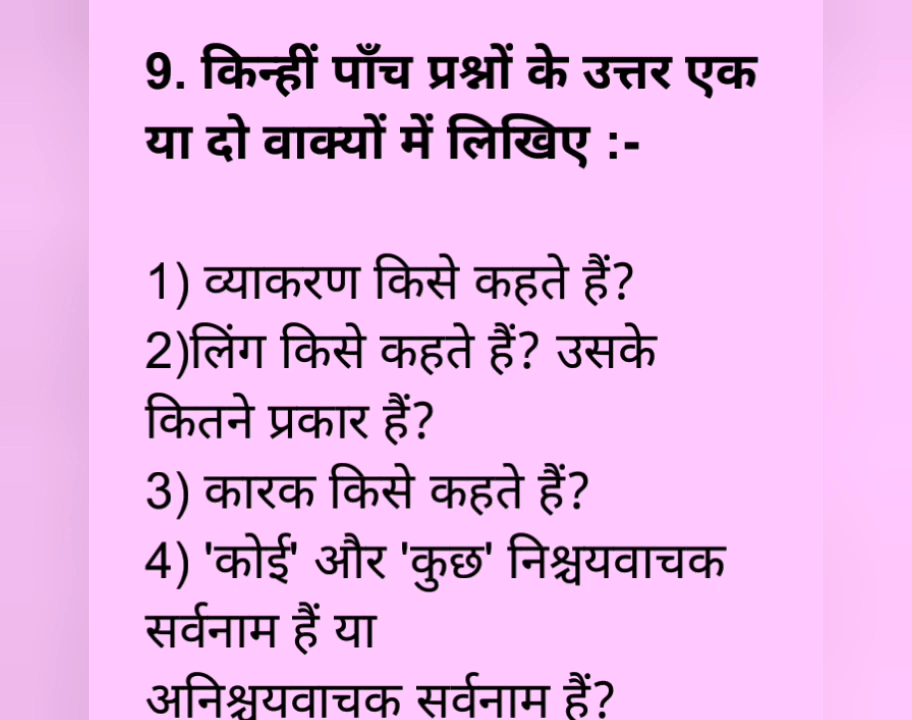 9. किन्हीं पाँच प्रश्नों के उत्तर एक
या दो वाक्यों में लिखिए :-
1) व्याकरण किसे कहते हैं?
2)लिंग किसे कहते हैं? उसके
कितने प्रकार हैं?
3) कारक किसे कहते हैं?
4) 'कोई' और 'कुछ' निश्चयवाचक
सर्वनाम हैं या
अनिश्चयवाचक सर्वनाम हैं?